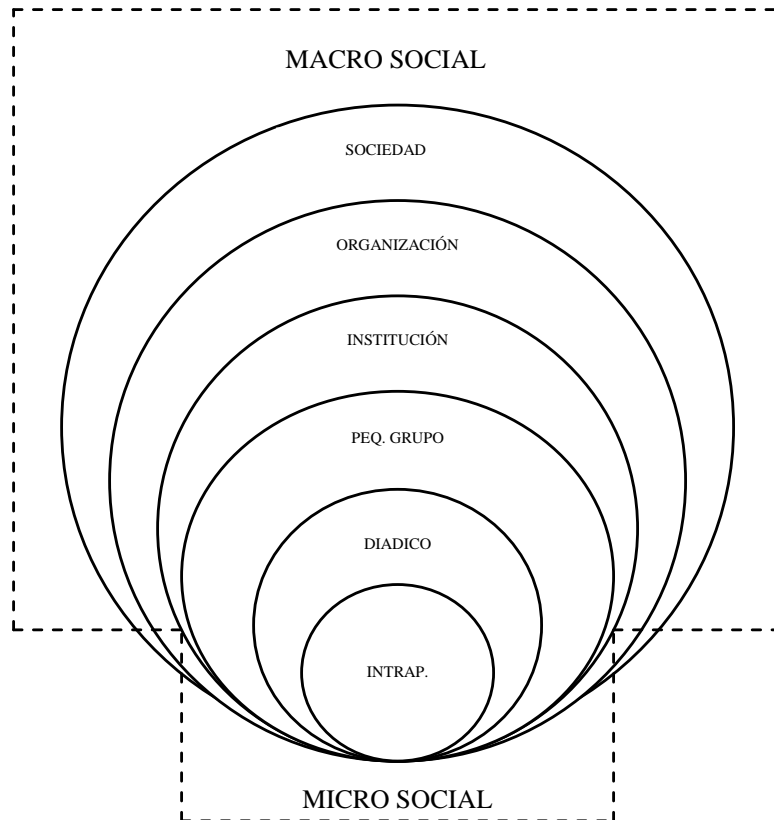 MACRO SOCIAL
SOCIEDAD
ORGANIZACIÓN
INSTITUCIÓN
PEQ. GRUPO
DIADICO
INTRAP.
MICRO SOCIAL